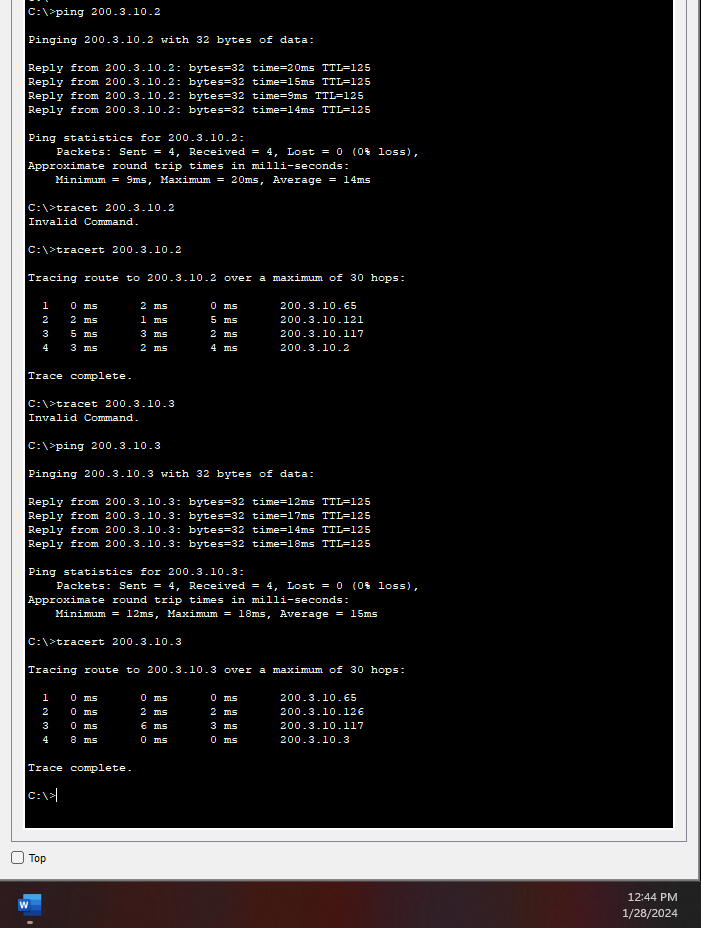 C:\>ping 200.3.10.2
Pinging 200.3.10.2 with 32 bytes of data:
Reply from 200.3.10.2: bytes=32 time=20ms TTL=125
Reply from 200.3.10.2: bytes=32 time=15ms TTL=125
Reply from 200.3.10.2: bytes=32 time=9ms TTL=125
Reply from 200.3.10.2: bytes=32 time=14ms TTL=125
Ping statistics for 200.3.10.2:
Packets: Sent = 4, Received = 4, Lost = 0 (0% loss),
Approximate round trip times in milli-seconds:
Minimum = 9ms, Maximum = 20ms, Average = 14ms
C:\>tracet 200.3.10.2
Invalid Command.
C:\>tracert 200.3.10.2
Tracing route to 200.3.10.2 over a maximum of 30 hops:
1 0 ms 2 ms 0 ms 200.3.10.65
2 2 ms 1 ms 5 ms 200.3.10.121
3 5 ms 3 ms 2 ms 200.3.10.117
4 3 ms 2 ms 4 ms 200.3.10.2
Trace complete.
C:\>tracet 200.3.10.3
Invalid Command.
C:\>ping 200.3.10.3
Pinging 200.3.10.3 with 32 bytes of data:
Reply from 200.3.10.3: bytes=32 time=12ms TTL=125
Reply from 200.3.10.3: bytes=32 time=17ms TTL=125
Reply from 200.3.10.3: bytes=32 time=14ms TTL=125
Reply from 200.3.10.3: bytes=32 time=18ms TTL=125
Ping statistics for 200.3.10.3:
Packets: Sent = 4, Received = 4, Lost = 0 (0% loss),
Approximate round trip times in milli-seconds:
Minimum = 12ms, Maximum = 18ms, Average = 15ms
C:\>tracert 200.3.10.3
Tracing route to 200.3.10.3 over a maximum of 30 hops:
1 0 ms 0 ms 0 ms 200.3.10.65
2 0 ms 2 ms 2 ms 200.3.10.126
3 0 ms 6 ms 3 ms 200.3.10.117
4 8 ms 0 ms 0 ms 200.3.10.3
Trace complete.
C:\>
Top
W
12:44 PM
1/28/2024